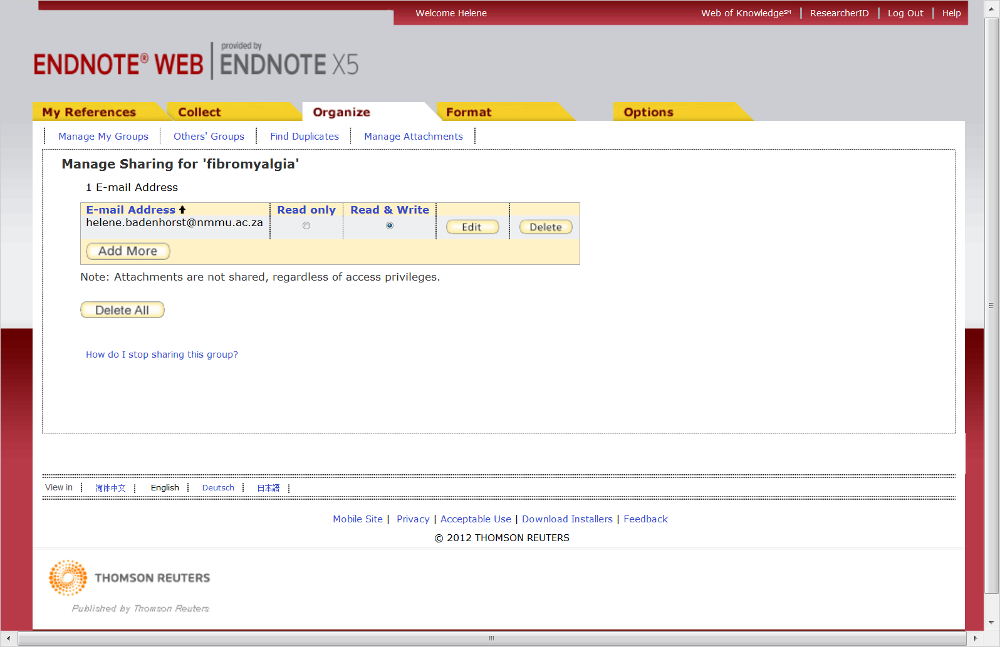 Welcome Helene
Web of Knowledge℠ | ResearcherID | Log Out | Help
ENDNOTE® WEB | provided by ENDNOTE X5
My References
Collect
Organize
Format
Options
Manage My Groups
Others' Groups
Find Duplicates
Manage Attachments
Manage Sharing for 'fibromyalgia'
1 E-mail Address
E-mail Address Read only Read & Write
helene.badenhorst@nmmu.ac.za Edit Delete
Add More
Note: Attachments are not shared, regardless of access privileges.
Delete All
How do I stop sharing this group?
View in 简体中文 English Deutsch 日本語
Mobile Site | Privacy | Acceptable Use | Download Installers | Feedback
© 2012 THOMSON REUTERS
THOMSON REUTERS
Published by Thomson Reuters